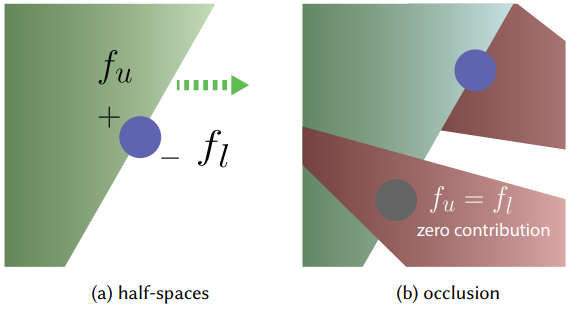 f_u
+
− f_l
(a) half-spaces
f_u = f_l
zero contribution
(b) occlusion